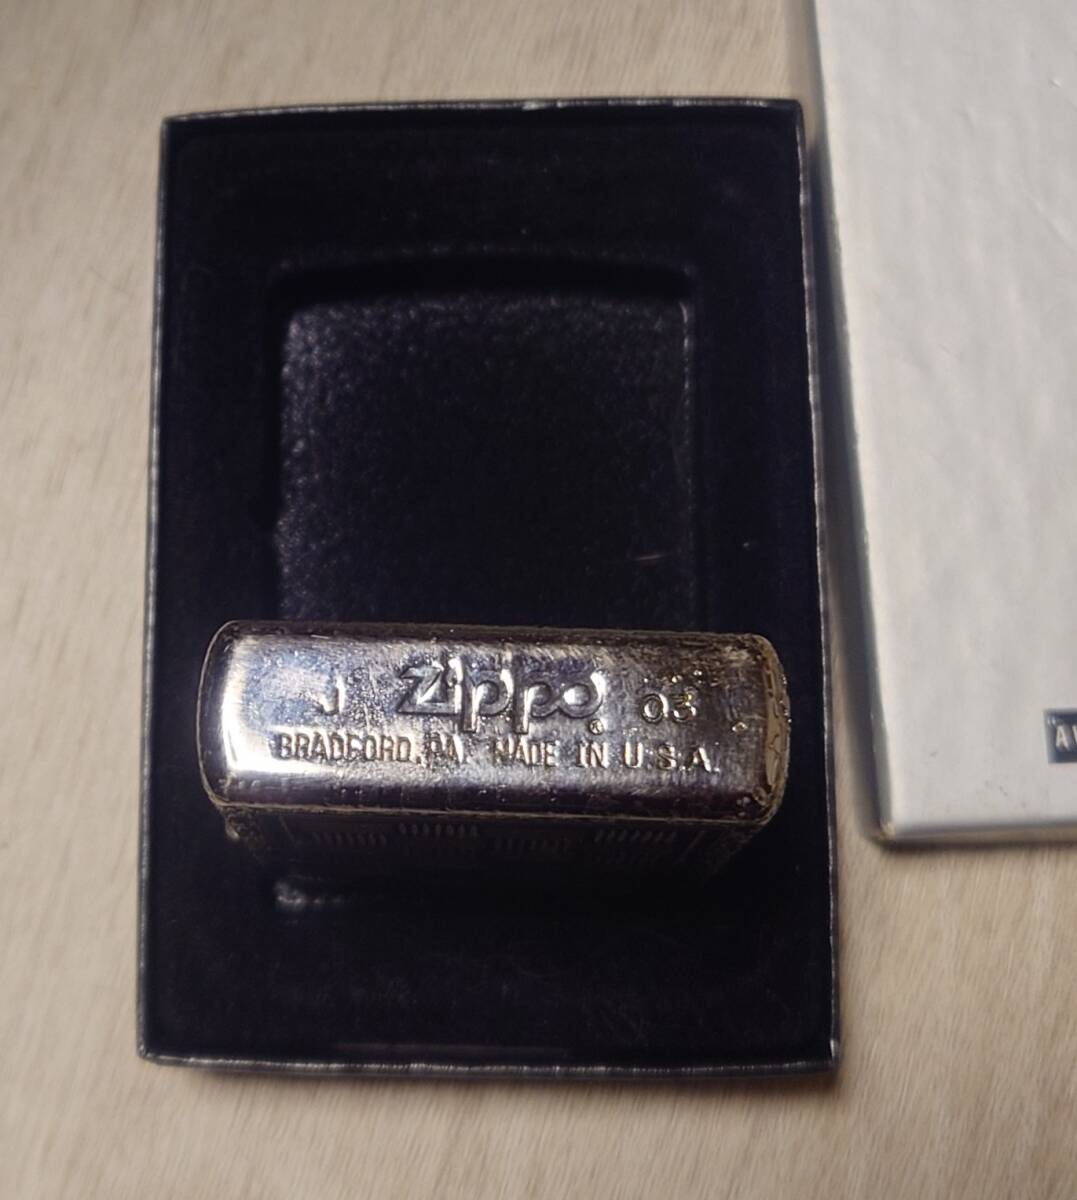 J Zippo® 03
BRADFORD, PA. MADE IN U.S.A.